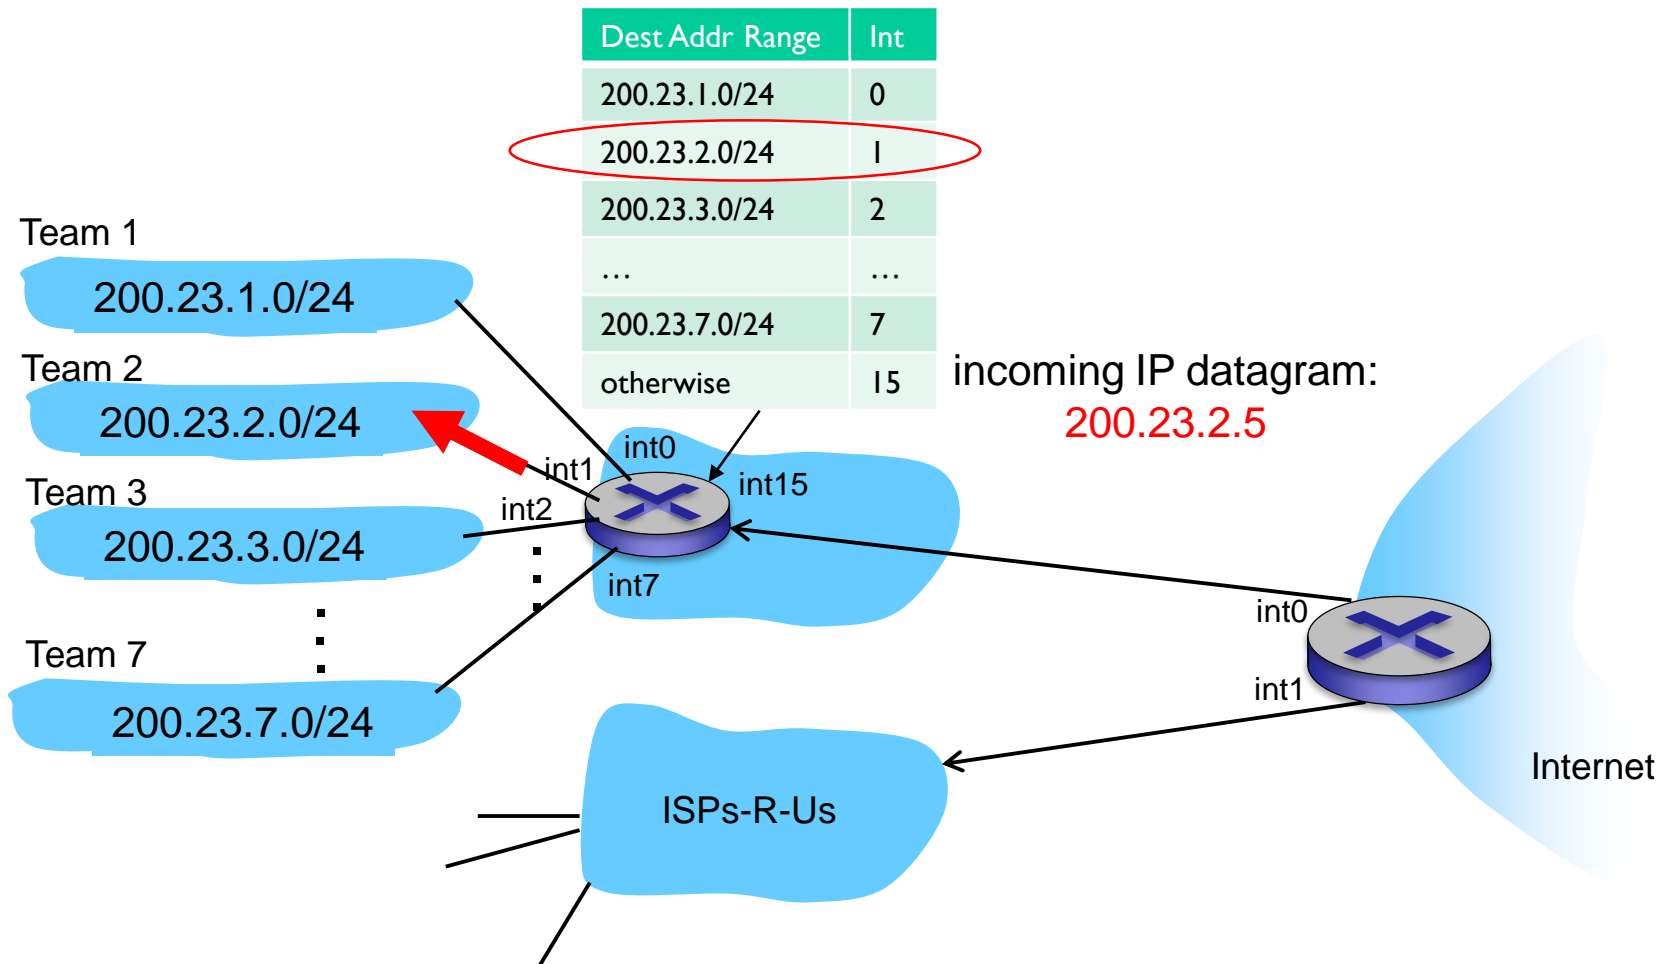 Dest Addr Range Int
200.23.1.0/24 0
200.23.2.0/24 1
200.23.3.0/24 2
... ...
200.23.7.0/24 7
otherwise 15
Team 1
200.23.1.0/24
Team 2
200.23.2.0/24
Team 3
200.23.3.0/24
Team 7
200.23.7.0/24
incoming IP datagram:
200.23.2.5
int0
int1
int15
int2
int7
int0
int1
ISPs-R-Us
Internet